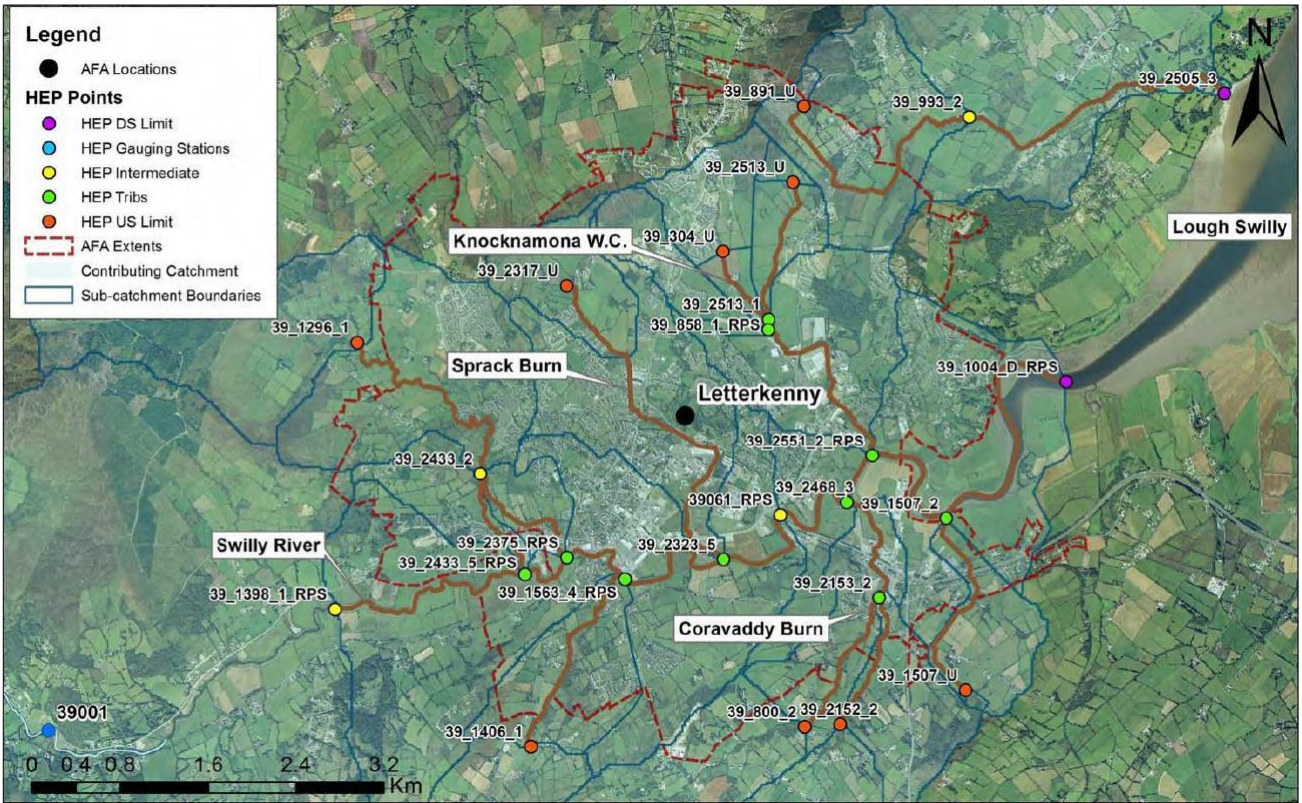 Legend
AFA Locations
HEP Points
HEP DS Limit
HEP Gauging Stations
HEP Intermediate
HEP Tribs
HEP US Limit
AFA Extents
Contributing Catchment
Sub-catchment Boundaries
N
39_2505_3
39_891_U
39_993_2
39_2513_U
Lough Swilly
Knocknamona W.C.
39_304_U
39_2317_U
39_2513_1
39_858_1_RPS
39_1296_1
Sprack Burn
39_1004_D_RPS
Letterkenny
39_2551_2_RPS
39_2433_2
39061_RPS
39_2468_3
39_1507_2
Swilly River
39_2375_RPS
39_2433_5_RPS
39_2323_5
39_1398_1_RPS
39_1563_4_RPS
39_2153_2
Coravaddy Burn
39_1507_U
39001
39_1406_1
39_800_2
39_2152_2
0 0.4 0.8 1.6 2.4 3.2
Km